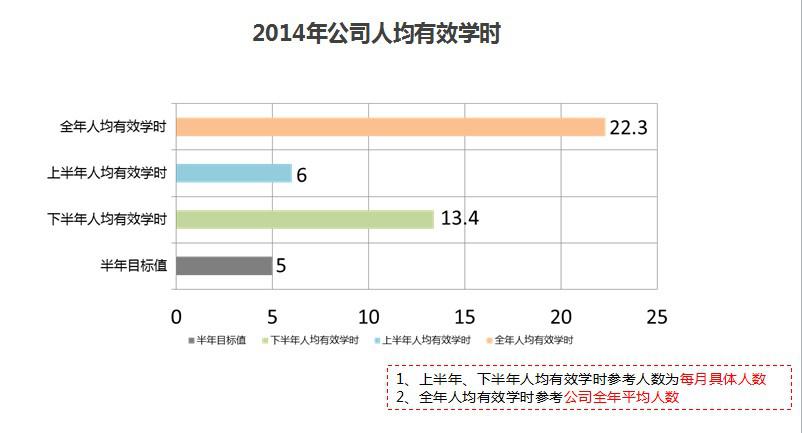 2014年公司人均有效学时
全年人均有效学时
22.3
上半年人均有效学时
6
下半年人均有效学时
13.4
半年目标值
5
0 5 10 15 20 25
半年目标值 下半年人均有效学时 上半年人均有效学时 全年人均有效学时
1、上半年、下半年人均有效学时参考人数为每月具体人数
2、全年人均有效学时参考公司全年平均人数